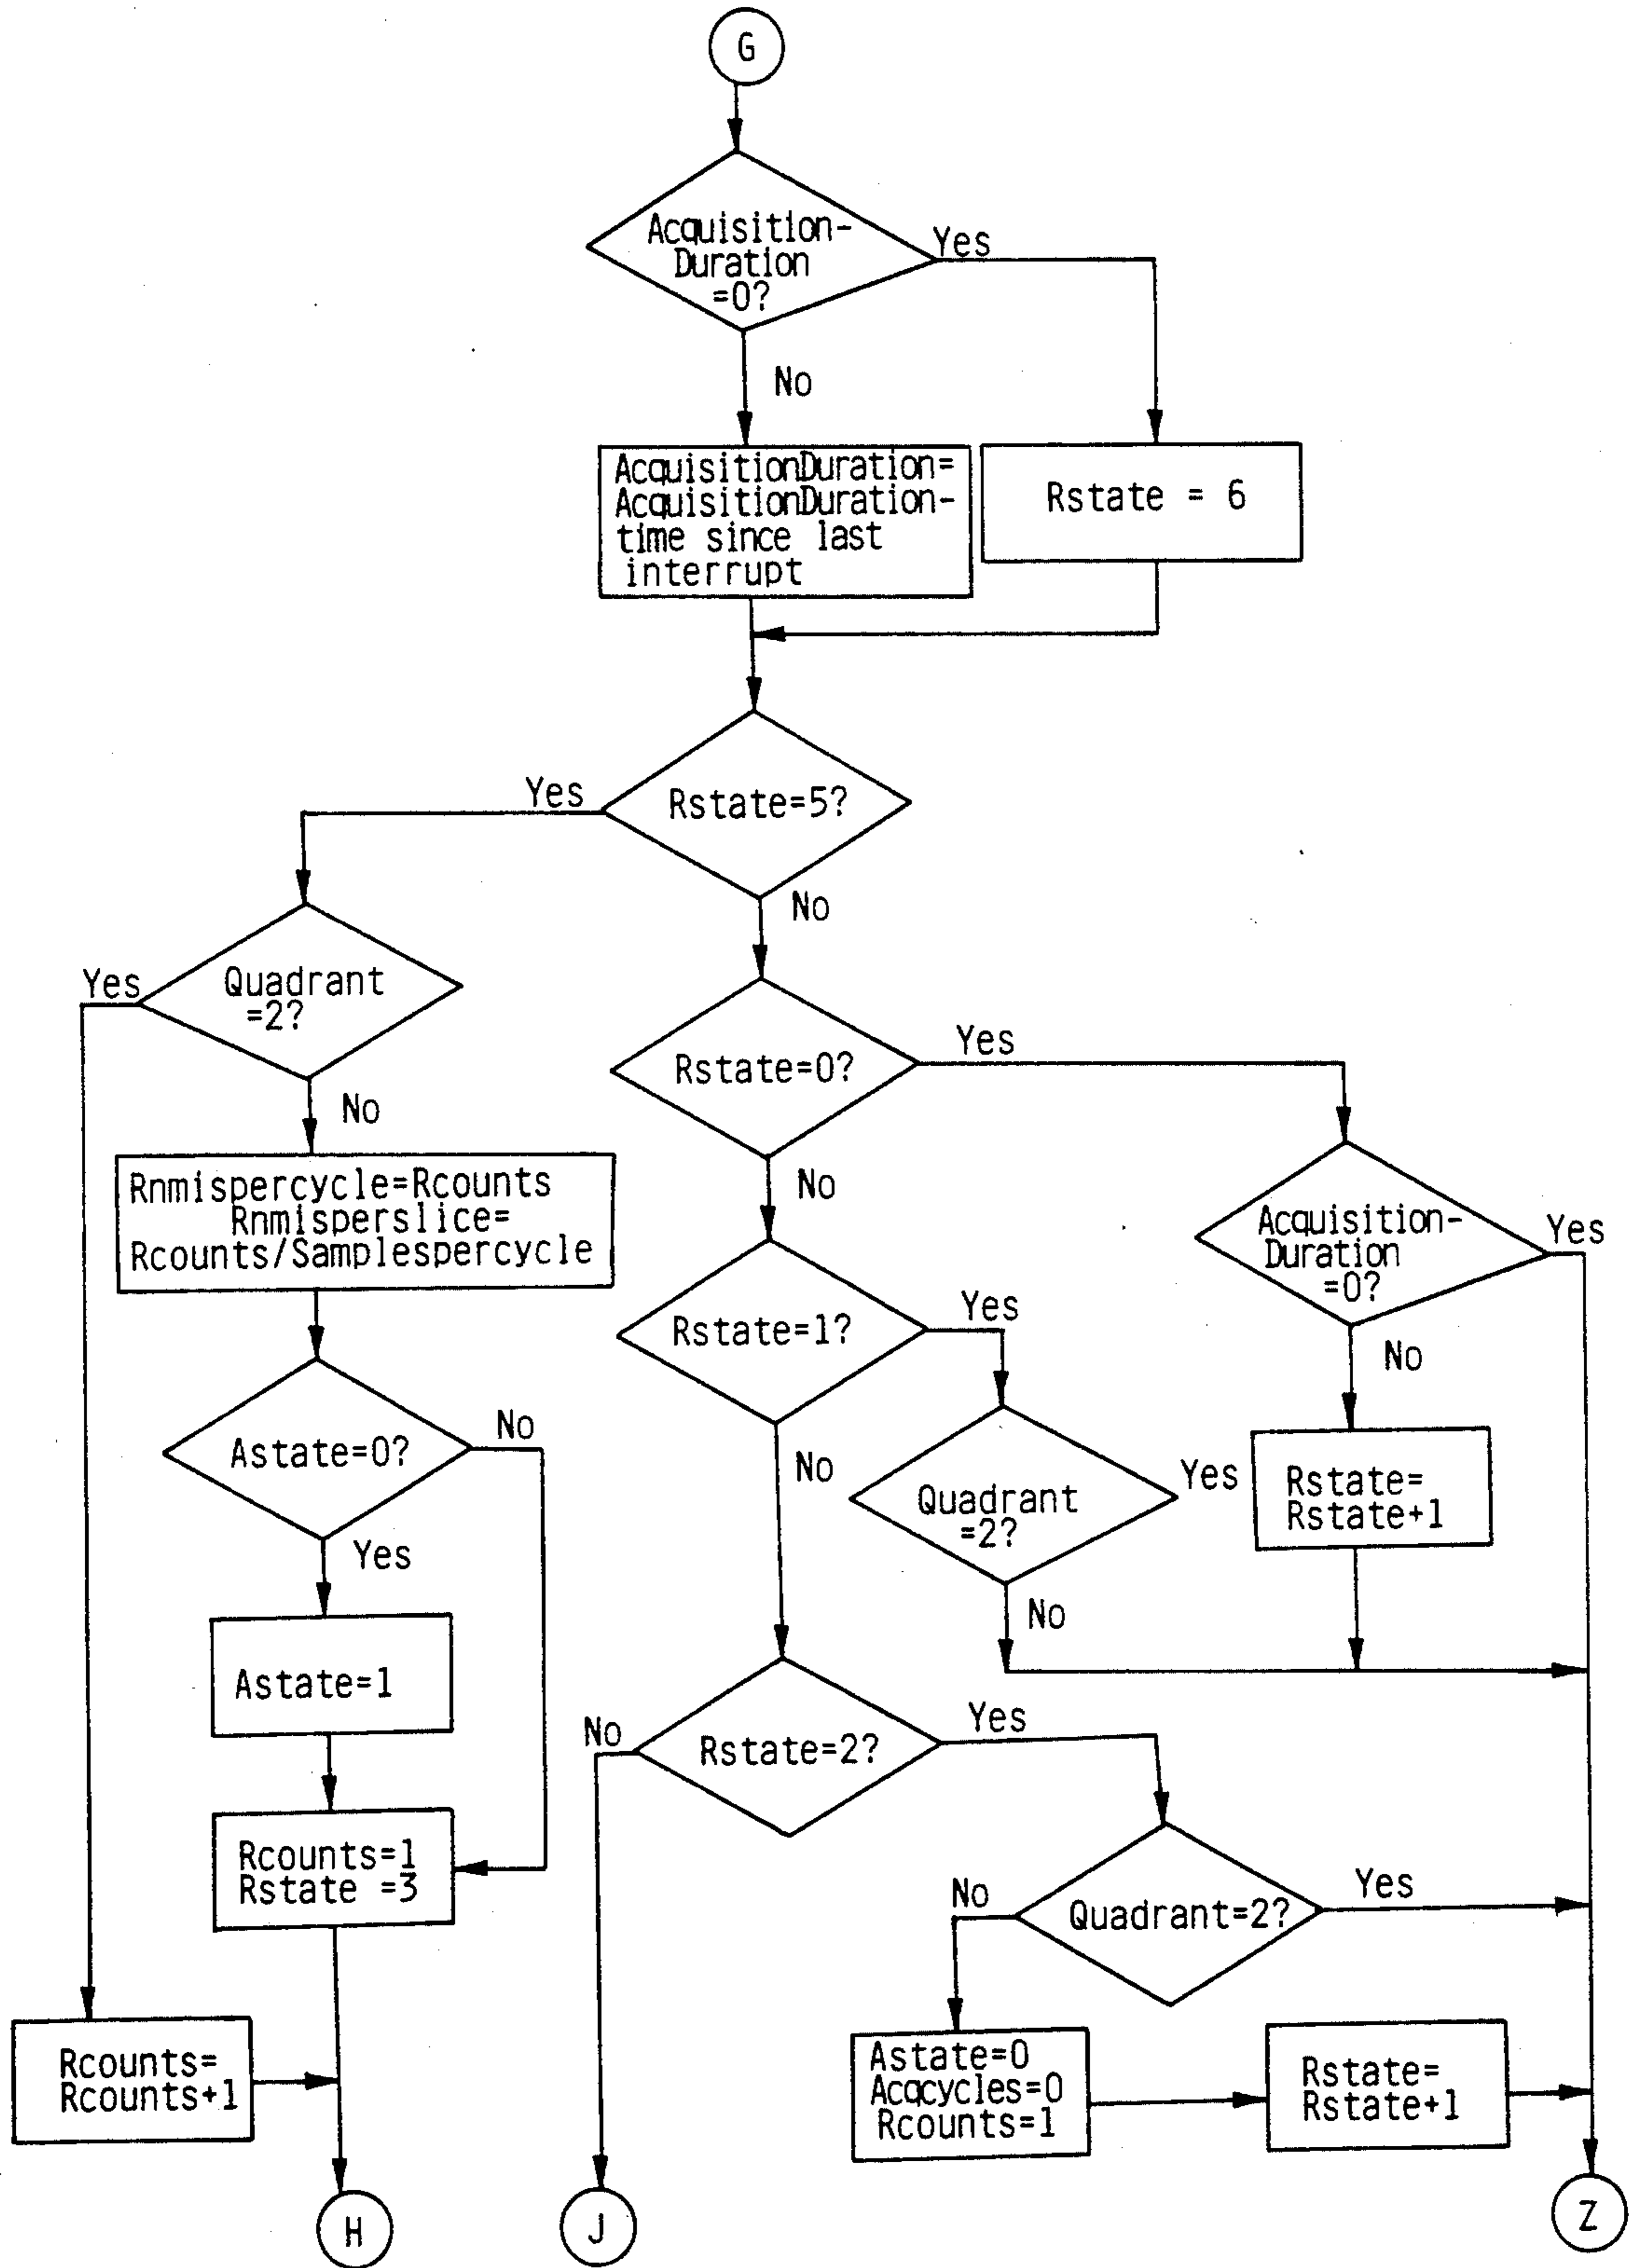 G
Acquisition-
Duration
=0?
Yes
No
AcquisitionDuration=
AcquisitionDuration-
time since last
interrupt
Rstate = 6
Rstate=5?
Yes
No
Quadrant
=2?
Yes
No
Rnmispercycle=Rcounts
Rnmisperslice=
Rcounts/Samplespercycle
Rstate=0?
Yes
No
Acquisition-
Duration
=0?
Yes
No
Rstate=1?
Yes
No
Astate=0?
No
Yes
Quadrant
=2?
Yes
No
Rstate=
Rstate+1
Astate=1
Rstate=2?
No
Yes
Rcounts=1
Rstate =3
Quadrant=2?
No
Yes
Rcounts=
Rcounts+1
Astate=0
Acqcycles=0
Rcounts=1
Rstate=
Rstate+1
H
J
Z